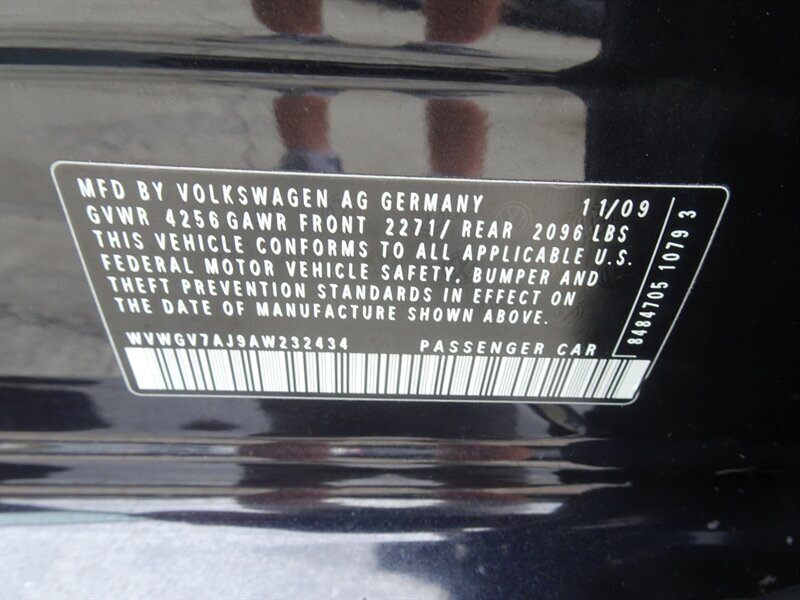 MFD BY VOLKSWAGEN AG GERMANY 11/09
GVWR 4256 GAWR FRONT 2271/ REAR 2096 LBS
THIS VEHICLE CONFORMS TO ALL APPLICABLE U.S.
FEDERAL MOTOR VEHICLE SAFETY, BUMPER AND
THEFT PREVENTION STANDARDS IN EFFECT ON
THE DATE OF MANUFACTURE SHOWN ABOVE.
WVWGV7AJ9AW232434 PASSENGER CAR
8484705 1079 3